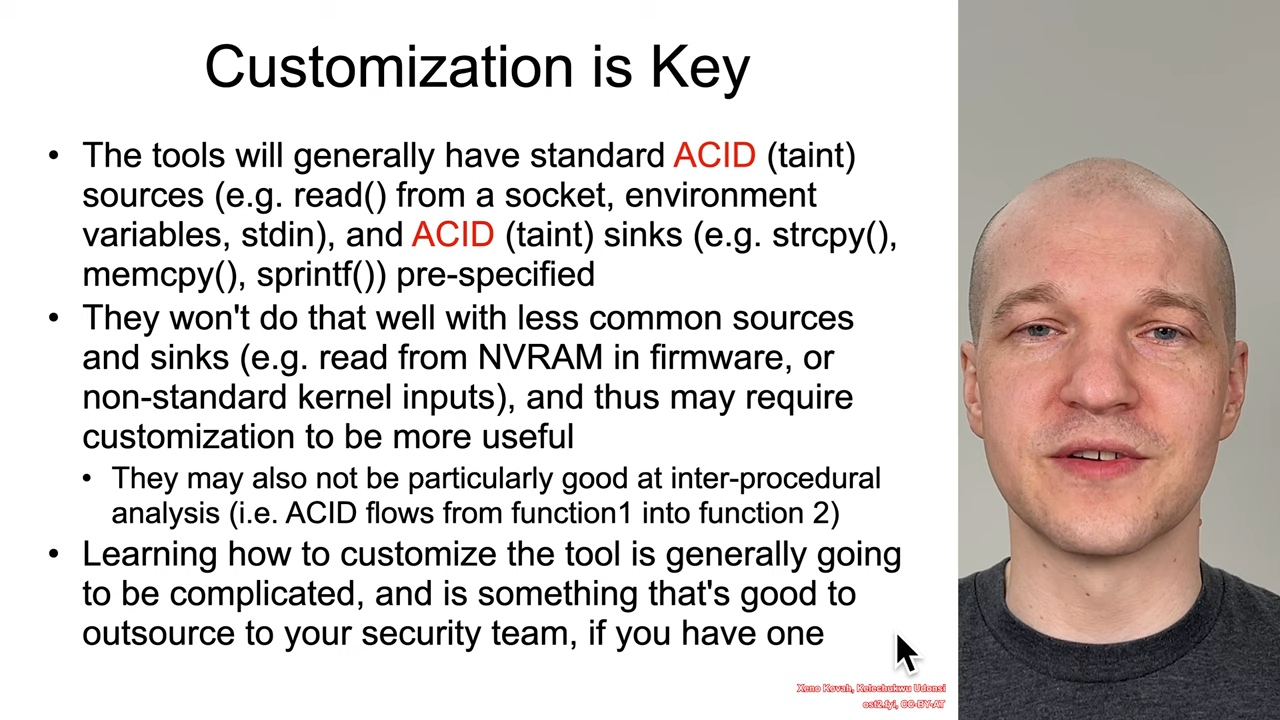 Customization is Key
• The tools will generally have standard ACID (taint)
sources (e.g. read() from a socket, environment
variables, stdin), and ACID (taint) sinks (e.g. strcpy(),
memcpy(), sprintf()) pre-specified
• They won't do that well with less common sources
and sinks (e.g. read from NVRAM in firmware, or
non-standard kernel inputs), and thus may require
customization to be more useful
• They may also not be particularly good at inter-procedural
analysis (i.e. ACID flows from function1 into function 2)
• Learning how to customize the tool is generally going
to be complicated, and is something that's good to
outsource to your security team, if you have one
Xeno Kovah, Kelechukwu Udonsi
ost2.fyi, CC-BY-AT